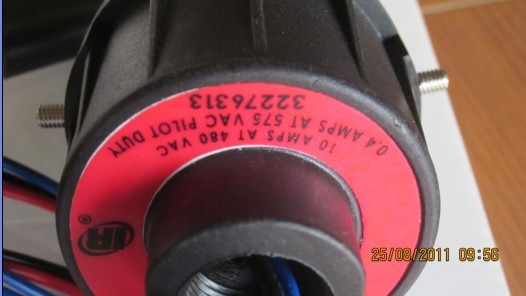 32276313
10 AMPS AT 480 VAC
0.4 AMPS AT 575 VAC PILOT DUTY
IR ®
25/08/2011 09:56